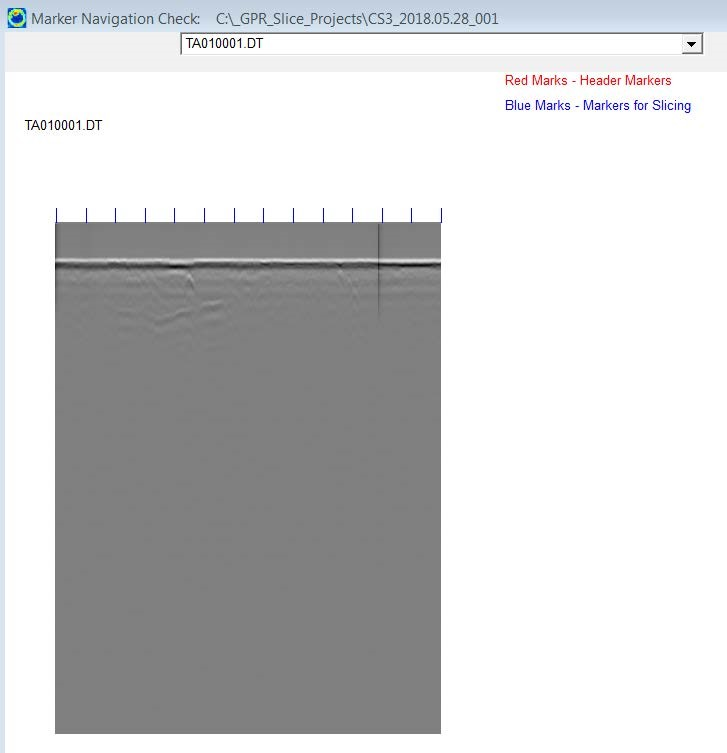 Marker Navigation Check: C:\_GPR_Slice_Projects\CS3_2018.05.28_001
TA010001.DT
Red Marks - Header Markers
Blue Marks - Markers for Slicing
TA010001.DT